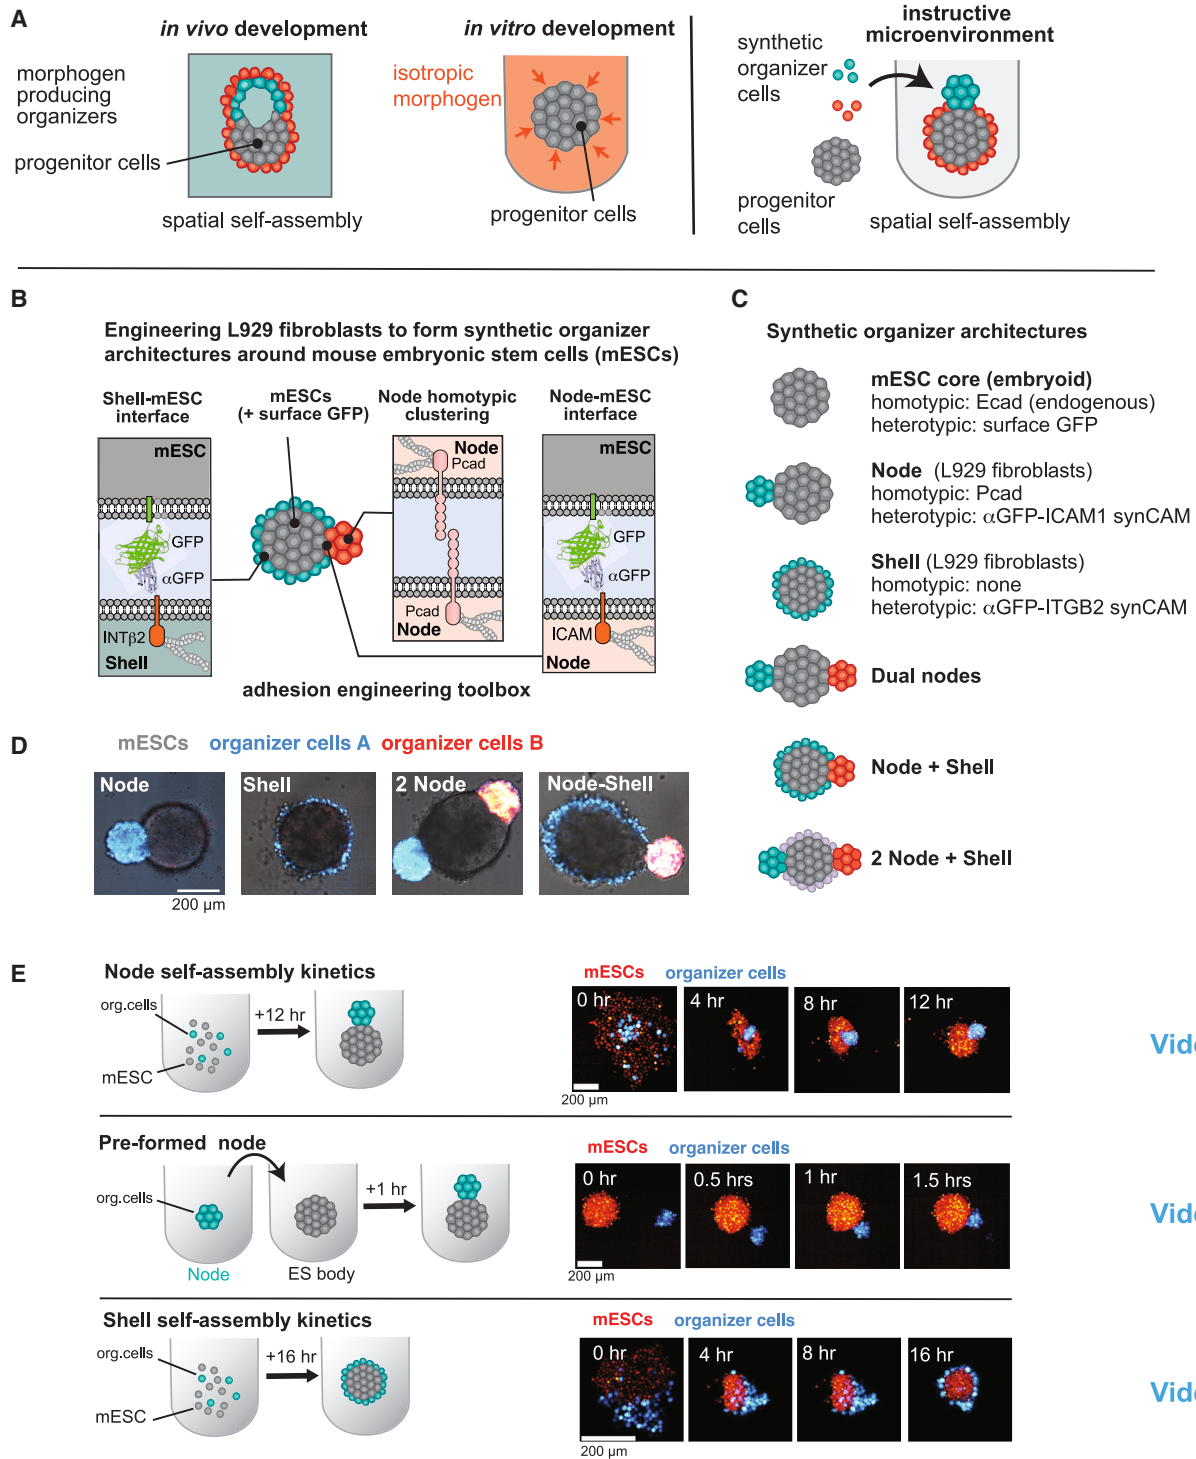 A
in vivo development
morphogen
producing
organizers
progenitor cells
spatial self-assembly
in vitro development
isotropic
morphogen
progenitor cells
instructive
microenvironment
synthetic
organizer
cells
progenitor
cells
spatial self-assembly
B
Engineering L929 fibroblasts to form synthetic organizer
architectures around mouse embryonic stem cells (mESCs)
Shell-mESC
interface
mESC
GFP
αGFP
INTβ2
Shell
mESCs
(+ surface GFP)
Node homotypic
clustering
Node
Pcad
Pcad
Node
Node-mESC
interface
mESC
GFP
αGFP
ICAM
Node
adhesion engineering toolbox
C
Synthetic organizer architectures
mESC core (embryoid)
homotypic: Ecad (endogenous)
heterotypic: surface GFP
Node (L929 fibroblasts)
homotypic: Pcad
heterotypic: αGFP-ICAM1 synCAM
Shell (L929 fibroblasts)
homotypic: none
heterotypic: αGFP-ITGB2 synCAM
Dual nodes
Node + Shell
2 Node + Shell
D
mESCs organizer cells A organizer cells B
Node
200 µm
Shell
2 Node
Node-Shell
E
Node self-assembly kinetics
org.cells
mESC
+12 hr
mESCs organizer cells
0 hr
4 hr
8 hr
12 hr
200 µm
Vide
Pre-formed node
org.cells
Node
ES body
+1 hr
mESCs organizer cells
0 hr
0.5 hrs
1 hr
1.5 hrs
200 µm
Vide
Shell self-assembly kinetics
org.cells
mESC
+16 hr
mESCs organizer cells
0 hr
4 hr
8 hr
16 hr
200 µm
Vide